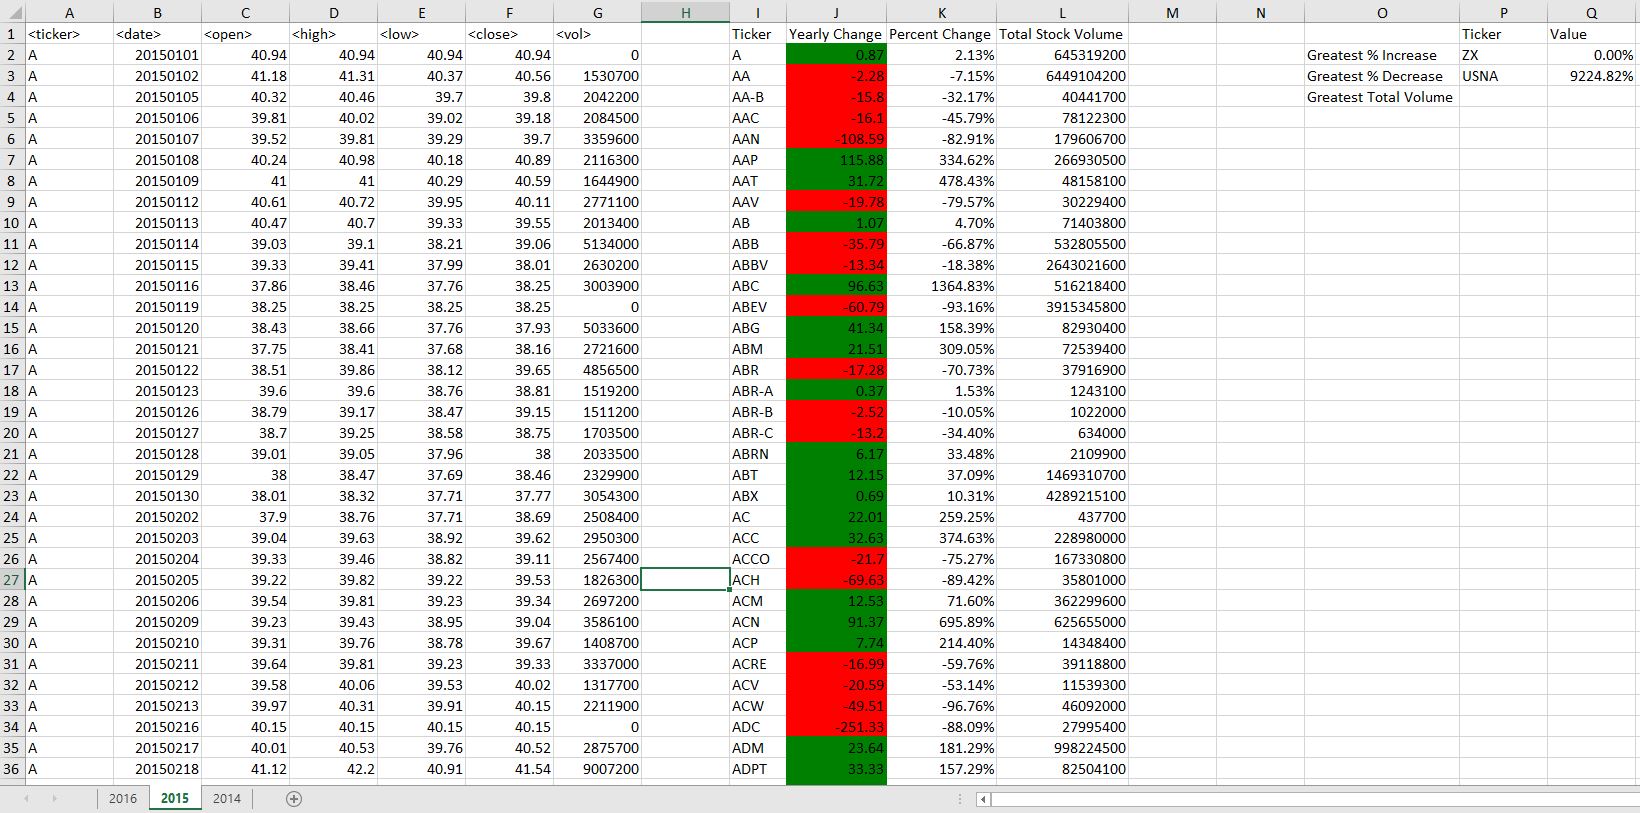 A B C D E F G H I J K L M N O P Q
1 <ticker> <date> <open> <high> <low> <close> <vol> Ticker Yearly Change Percent Change Total Stock Volume Ticker Value
2 A 20150101 40.94 40.94 40.94 40.94 0 A 0.87 2.13% 645319200 Greatest % Increase ZX 0.00%
3 A 20150102 41.18 41.31 40.37 40.56 1530700 AA -2.28 -7.15% 6449104200 Greatest % Decrease USNA 9224.82%
4 A 20150105 40.32 40.46 39.7 39.8 2042200 AA-B -15.8 -32.17% 40441700 Greatest Total Volume
5 A 20150106 39.81 40.02 39.02 39.18 2084500 AAC -16.1 -45.79% 78122300
6 A 20150107 39.52 39.81 39.29 39.7 3359600 AAN -108.59 -82.91% 179606700
7 A 20150108 40.24 40.98 40.18 40.89 2116300 AAP 115.88 334.62% 266930500
8 A 20150109 41 41 40.29 40.59 1644900 AAT 31.72 478.43% 48158100
9 A 20150112 40.61 40.72 39.95 40.11 2771100 AAV -19.78 -79.57% 30229400
10 A 20150113 40.47 40.7 39.33 39.55 2013400 AB 1.07 4.70% 71403800
11 A 20150114 39.03 39.1 38.21 39.06 5134000 ABB -35.79 -66.87% 532805500
12 A 20150115 39.33 39.41 37.99 38.01 2630200 ABBV -13.34 -18.38% 2643021600
13 A 20150116 37.86 38.46 37.76 38.25 3003900 ABC 96.63 1364.83% 516218400
14 A 20150119 38.25 38.25 38.25 38.25 0 ABEV -60.79 -93.16% 3915345800
15 A 20150120 38.43 38.66 37.76 37.93 5033600 ABG 41.34 158.39% 82930400
16 A 20150121 37.75 38.41 37.68 38.16 2721600 ABM 21.51 309.05% 72539400
17 A 20150122 38.51 39.86 38.12 39.65 4856500 ABR -17.28 -70.73% 37916900
18 A 20150123 39.6 39.6 38.76 38.81 1519200 ABR-A 0.37 1.53% 1243100
19 A 20150126 38.79 39.17 38.47 39.15 1511200 ABR-B -2.52 -10.05% 1022000
20 A 20150127 38.7 39.25 38.58 38.75 1703500 ABR-C -13.2 -34.40% 634000
21 A 20150128 39.01 39.05 37.96 38 2033500 ABRN 6.17 33.48% 2109900
22 A 20150129 38 38.47 37.69 38.46 2329900 ABT 12.15 37.09% 1469310700
23 A 20150130 38.01 38.32 37.71 37.77 3054300 ABX 0.69 10.31% 4289215100
24 A 20150202 37.9 38.76 37.71 38.69 2508400 AC 22.01 259.25% 437700
25 A 20150203 39.04 39.63 38.92 39.62 2950300 ACC 32.63 374.63% 228980000
26 A 20150204 39.33 39.46 38.82 39.11 2567400 ACCO -21.7 -75.27% 167330800
27 A 20150205 39.22 39.82 39.22 39.53 1826300 ACH -69.63 -89.42% 35801000
28 A 20150206 39.54 39.81 39.23 39.34 2697200 ACM 12.53 71.60% 362299600
29 A 20150209 39.23 39.43 38.95 39.04 3586100 ACN 91.37 695.89% 625655000
30 A 20150210 39.31 39.76 38.78 39.67 1408700 ACP 7.74 214.40% 14348400
31 A 20150211 39.64 39.81 39.23 39.33 3337000 ACRE -16.99 -59.76% 39118800
32 A 20150212 39.58 40.06 39.53 40.02 1317700 ACV -20.59 -53.14% 11539300
33 A 20150213 39.97 40.31 39.91 40.15 2211900 ACW -49.51 -96.76% 46092000
34 A 20150216 40.15 40.15 40.15 40.15 0 ADC -251.33 -88.09% 27995400
35 A 20150217 40.01 40.53 39.76 40.52 2875700 ADM 23.64 181.29% 998224500
36 A 20150218 41.12 42.2 40.91 41.54 9007200 ADPT 33.33 157.29% 82504100
2016 2015 2014